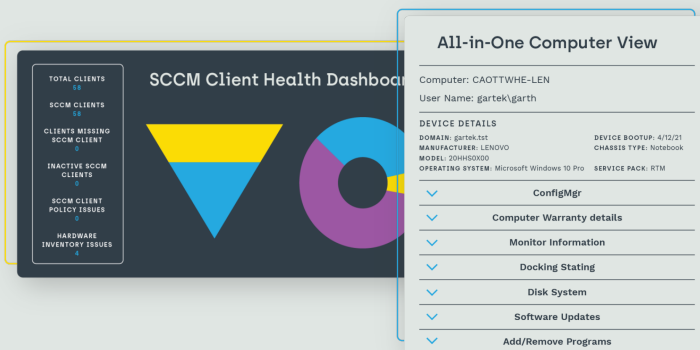 SCCM Client Health Dashboar
TOTAL CLIENTS
58
SCCM CLIENTS
58
CLIENTS MISSING
SCCM CLIENT
0
INACTIVE SCCM
CLIENTS
0
SCCM CLIENT
POLICY ISSUES
0
HARDWARE
INVENTORY ISSUES
4
All-in-One Computer View
Computer: CAOTTWHE-LEN
User Name: gartek\garth
DEVICE DETAILS
DOMAIN: gartek.tst DEVICE BOOTUP: 4/12/21
MANUFACTURER: LENOVO CHASSIS TYPE: Notebook
MODEL: 20HHS0X00
OPERATING SYSTEM: Microsoft Windows 10 Pro SERVICE PACK: RTM
ConfigMgr
Computer Warranty details
Monitor Information
Docking Stating
Disk System
Software Updates
Add/Remove Programs